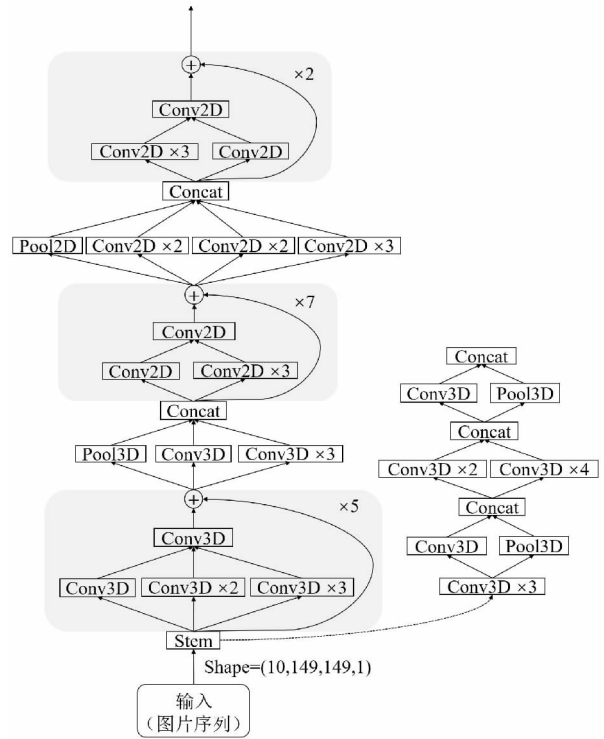 +
×2
Conv2D
Conv2D ×3
Conv2D
Concat
Pool2D
Conv2D ×2
Conv2D ×2
Conv2D ×3
+
×7
Conv2D
Conv2D
Conv2D ×3
Concat
Pool3D
Conv3D
Conv3D ×3
+
×5
Conv3D
Conv3D
Conv3D ×2
Conv3D ×3
Stem
Shape=(10,149,149,1)
输入
(图片序列)
Concat
Conv3D
Pool3D
Concat
Conv3D ×2
Conv3D ×4
Concat
Conv3D
Pool3D
Conv3D ×3